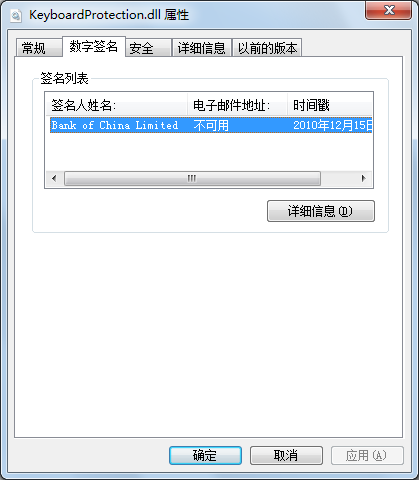 KeyboardProtection.dll 属性
常规 数字签名 安全 详细信息 以前的版本
签名列表
签名人姓名: 电子邮件地址: 时间戳
Bank of China Limited 不可用 2010年12月15日
详细信息(D)
确定 取消 应用(A)